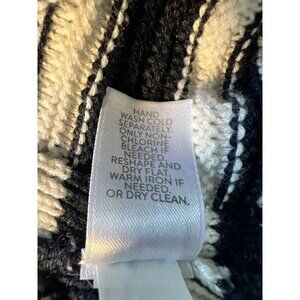 HAND
WASH COLD
SEPARATELY.
ONLY NON-
CHLORINE
BLEACH IF
NEEDED.
RESHAPE AND
DRY FLAT.
WARM IRON IF
NEEDED.
OR DRY CLEAN.